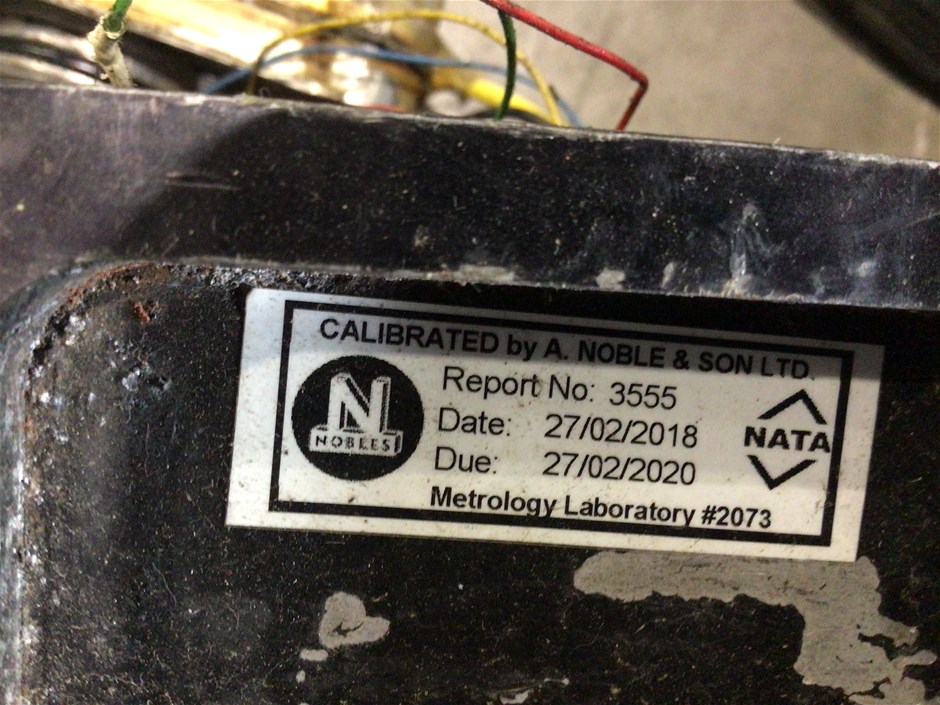 CALIBRATED by A. NOBLE & SON LTD.
N
NOBLES
Report No: 3555
Date: 27/02/2018
Due: 27/02/2020
NATA
Metrology Laboratory #2073